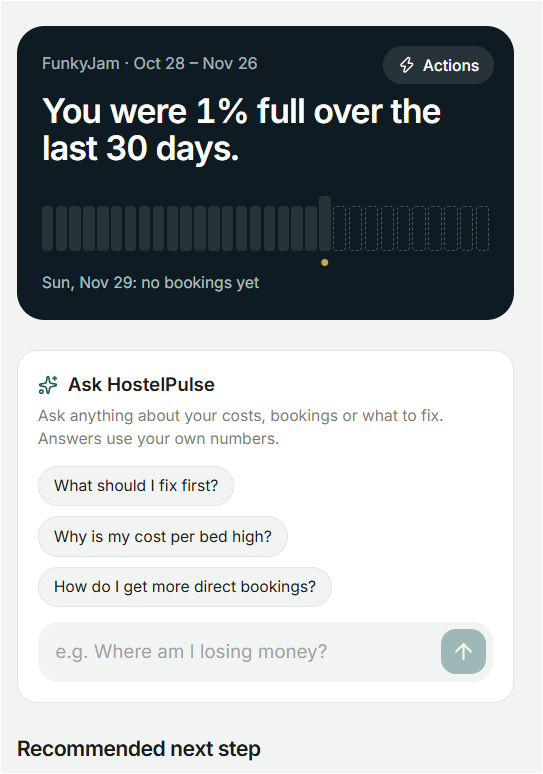 FunkyJam · Oct 28 – Nov 26
Actions
You were 1% full over the
last 30 days.
Sun, Nov 29: no bookings yet
Ask HostelPulse
Ask anything about your costs, bookings or what to fix.
Answers use your own numbers.
What should I fix first?
Why is my cost per bed high?
How do I get more direct bookings?
e.g. Where am I losing money?
Recommended next step